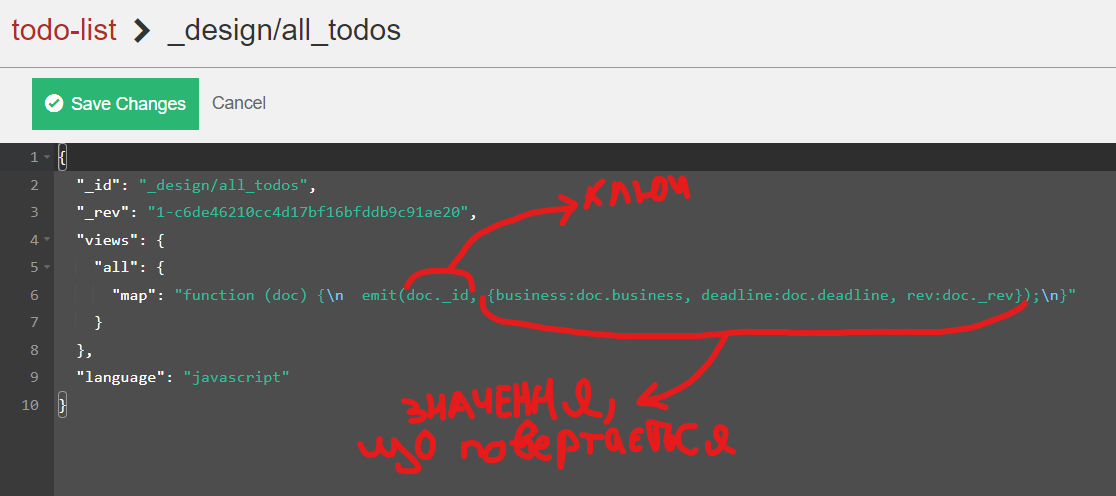 todo-list > _design/all_todos
Save Changes Cancel
1 {
2 "_id": "_design/all_todos",
3 "_rev": "1-c6de46210cc4d17bf16bfddb9c91ae20",
ключ
4 "views": {
5 "all": {
6 "map": "function (doc) {\n  emit(doc._id, {business:doc.business, deadline:doc.deadline, rev:doc._rev});\n}"
7 }
8 },
9 "language": "javascript"
10 }
значення,
що повертається